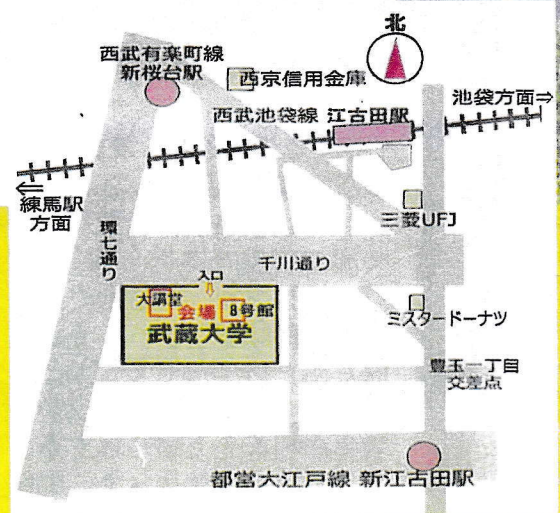 北
西武有楽町線
新桜台駅
西京信用金庫
池袋方面⇒
西武池袋線 江古田駅
⇐
練馬駅
方面
三菱UFJ
環七通り
千川通り
入口
大講堂
会場
8号館
武蔵大学
ミスタードーナツ
豊玉一丁目
交差点
都営大江戸線 新江古田駅